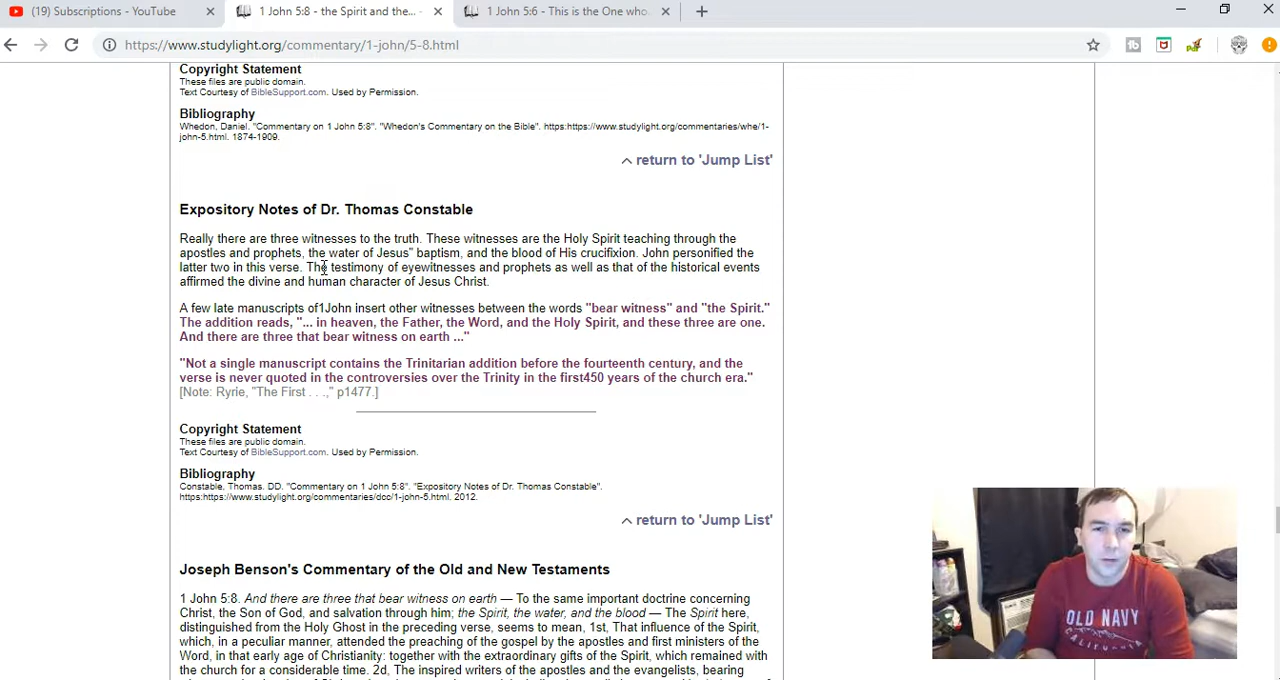 (19) Subscriptions - YouTube
1 John 5:8 - the Spirit and the...
1 John 5:6 - This is the One who
https://www.studylight.org/commentary/1-john/5-8.html
Copyright Statement
These files are public domain.
Text Courtesy of BibleSupport.com. Used by Permission.
Bibliography
Whedon, Daniel. "Commentary on 1 John 5:8". "Whedon's Commentary on the Bible". https:https://www.studylight.org/commentaries/whe/1-
john-5.html. 1874-1909.
return to 'Jump List'
Expository Notes of Dr. Thomas Constable
Really there are three witnesses to the truth. These witnesses are the Holy Spirit teaching through the
apostles and prophets, the water of Jesus" baptism, and the blood of His crucifixion. John personified the
latter two in this verse. The testimony of eyewitnesses and prophets as well as that of the historical events
affirmed the divine and human character of Jesus Christ.
A few late manuscripts of1John insert other witnesses between the words "bear witness" and "the Spirit."
The addition reads, "... in heaven, the Father, the Word, and the Holy Spirit, and these three are one.
And there are three that bear witness on earth ..."
"Not a single manuscript contains the Trinitarian addition before the fourteenth century, and the
verse is never quoted in the controversies over the Trinity in the first450 years of the church era."
[Note: Ryrie, "The First . . .," p1477.]
Copyright Statement
These files are public domain.
Text Courtesy of BibleSupport.com. Used by Permission.
Bibliography
Constable, Thomas. DD. "Commentary on 1 John 5:8". "Expository Notes of Dr. Thomas Constable".
https:https://www.studylight.org/commentaries/dcc/1-john-5.html. 2012.
return to 'Jump List'
Joseph Benson's Commentary of the Old and New Testaments
1 John 5:8. And there are three that bear witness on earth — To the same important doctrine concerning
Christ, the Son of God, and salvation through him; the Spirit, the water, and the blood — The Spirit here,
distinguished from the Holy Ghost in the preceding verse, seems to mean, 1st, That influence of the Spirit,
which, in a peculiar manner, attended the preaching of the gospel by the apostles and first ministers of the
Word, in that early age of Christianity: together with the extraordinary gifts of the Spirit, which remained with
the church for a considerable time. 2d, The inspired writers of the apostles and the evangelists, bearing
OLD NAVY
CALIFORNIA